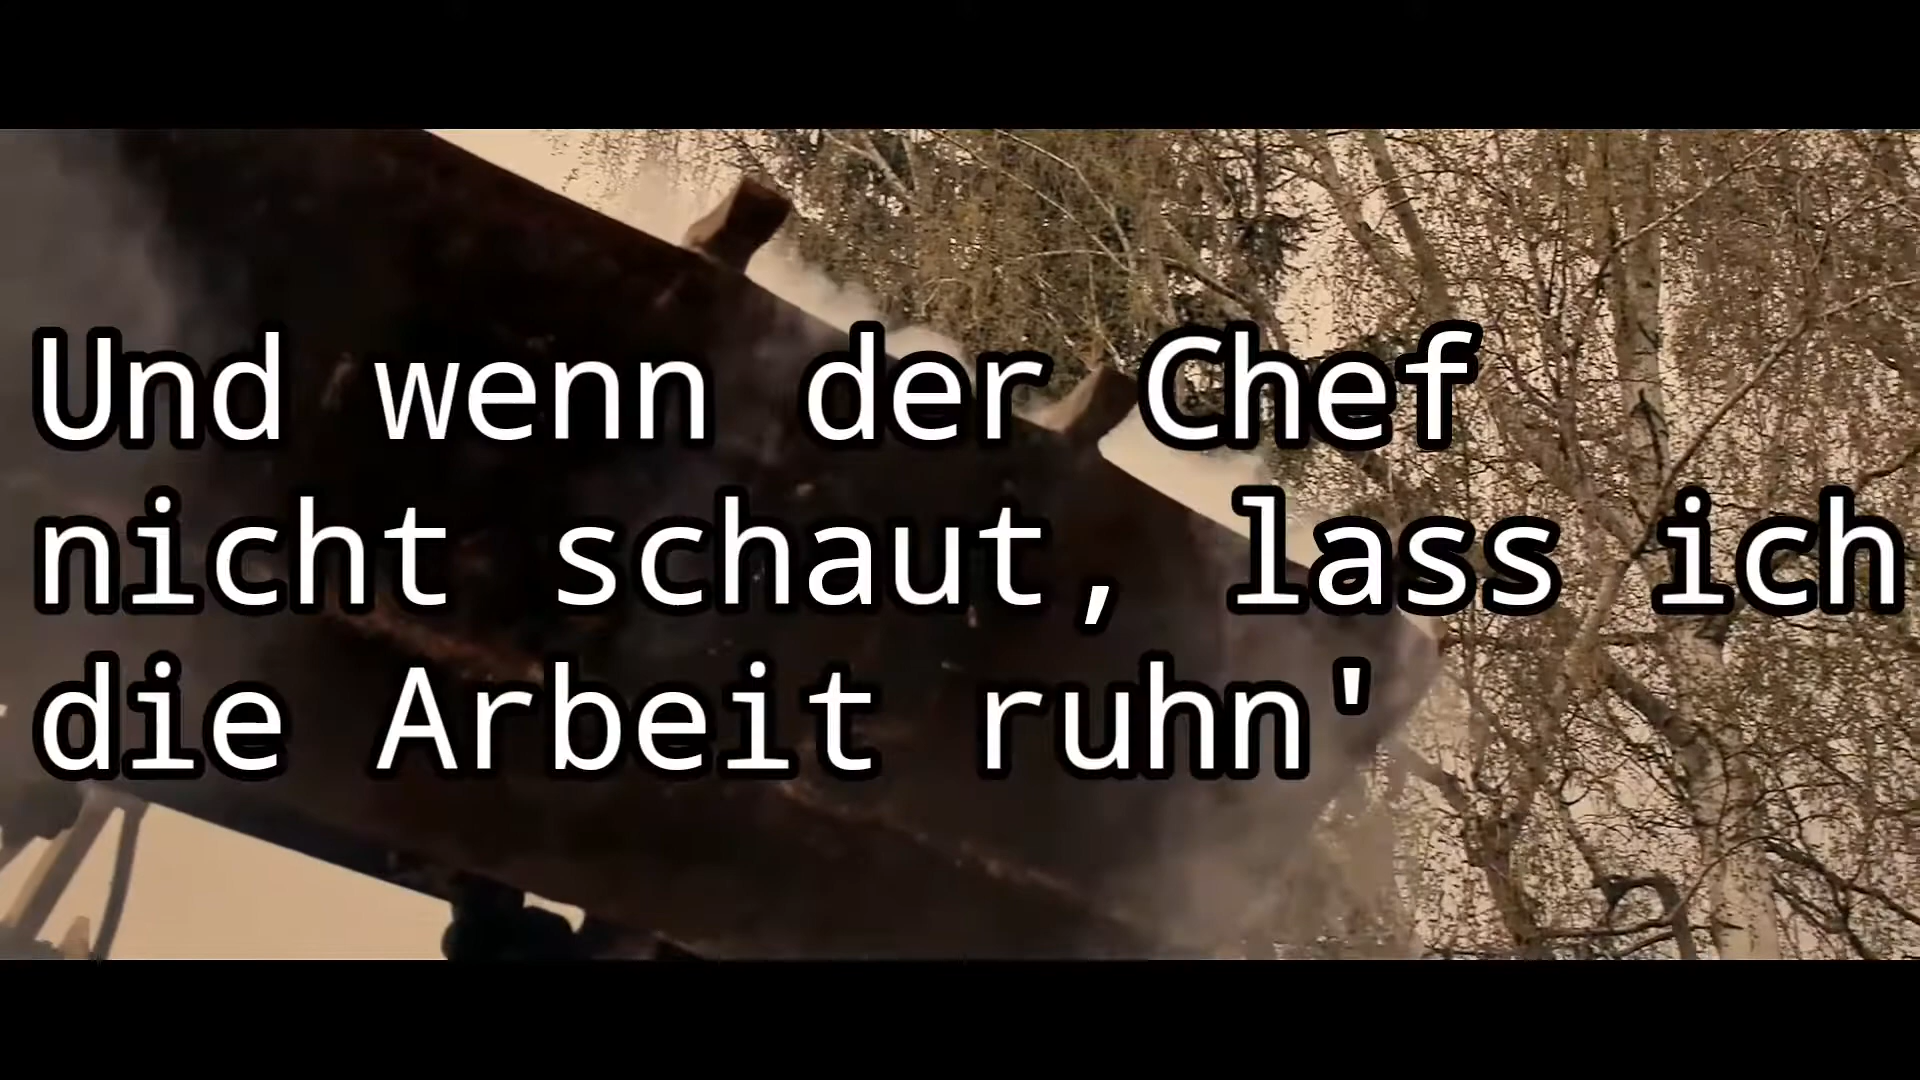 Und wenn der Chef
nicht schaut, lass ich
die Arbeit ruhn'